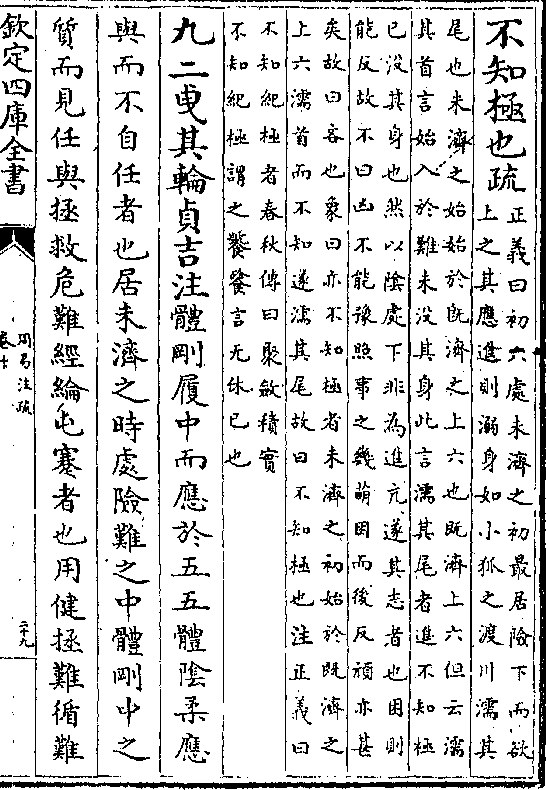 不知極也疏
正義曰初六處未濟之初最居險下而欲
上之其應進則溺身如小狐之渡川濡其
尾也未濟之始始於既濟之上六也既濟上六但云濡
其首言始入於難未没其身此言濡其尾者進不知極
已没其身也然以陰處下非為進亢遂其志者也困則
能反故不曰凶不能豫照事之幾萌困而後反頑亦甚
矣故曰吝也象曰亦不知極者未濟之初始於既濟之
上六濡首而不知遂濡其尾故曰不知極也注正義曰
不知紀極者春秋傳曰聚斂積實
不知紀極謂之饕餮言无休已也
九二曳其輪貞吉注體剛履中而應於五五體陰柔應
與而不自任者也居未濟之時處險難之中體剛中之
質而見任與拯救危難經綸屯蹇者也用健拯難循難
欽定四庫全書
周易注疏
卷十
二十九